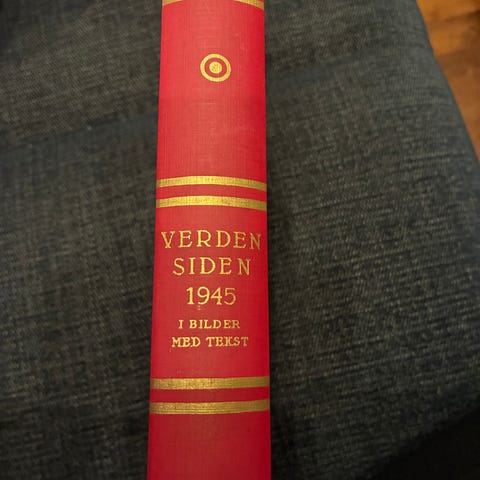 VERDEN
SIDEN
1945
I BILDER
MED TEKST